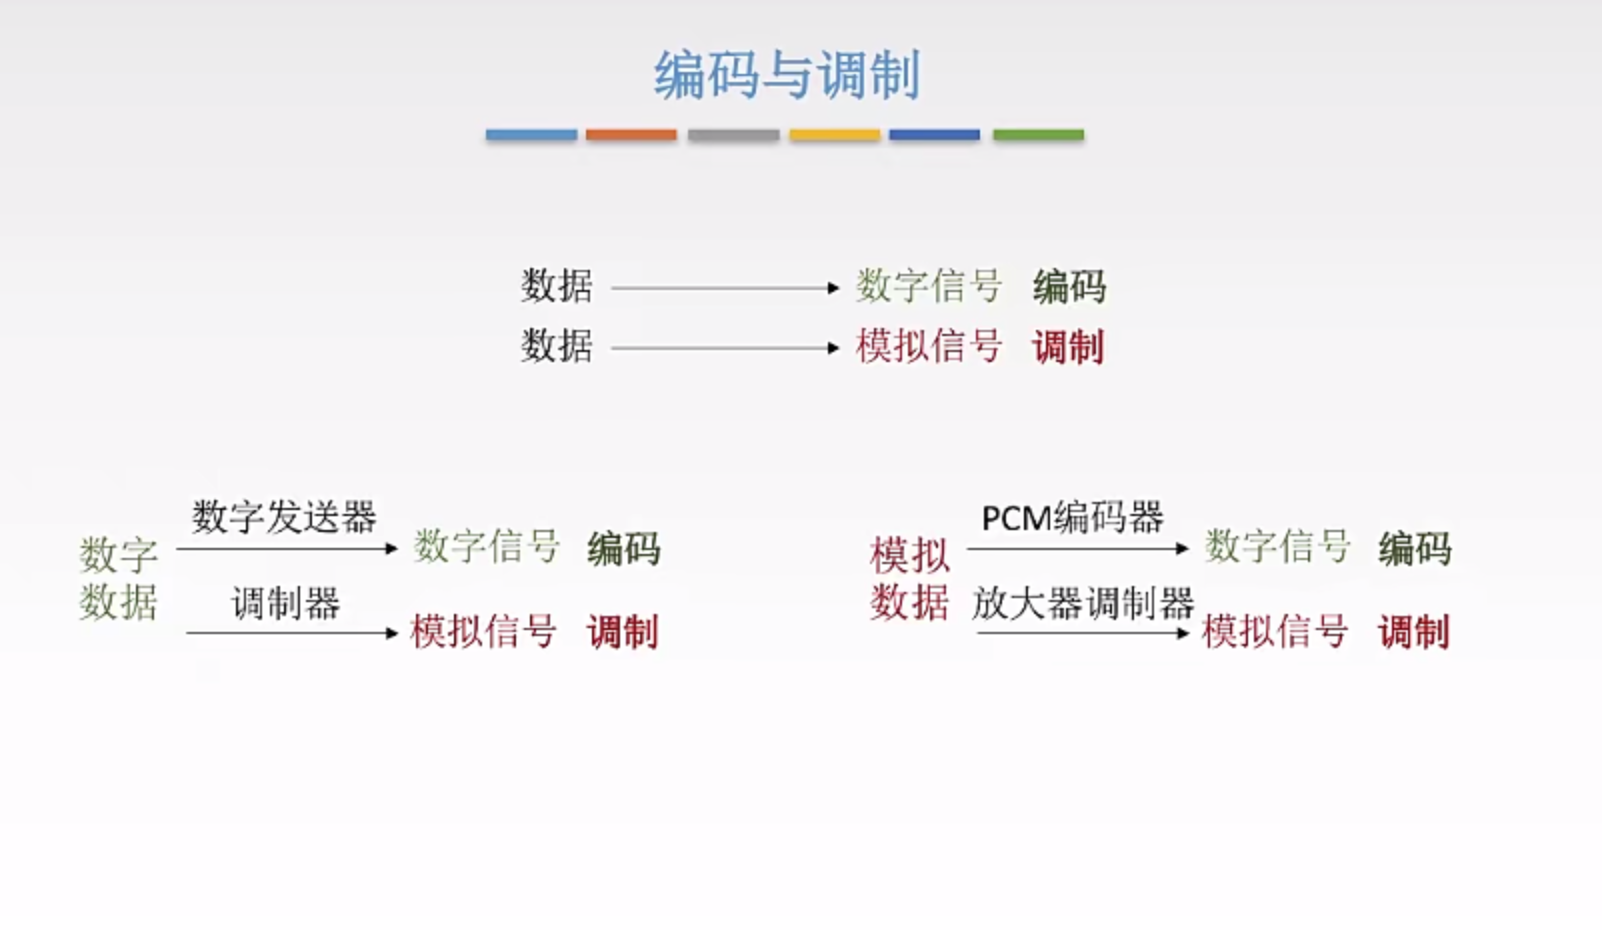 编码与调制
数据 数字信号 编码
数据 模拟信号 调制
数字发送器
数字
数据
数字信号 编码
调制器
模拟信号 调制
PCM编码器
模拟
数据
数字信号 编码
放大器调制器
模拟信号 调制